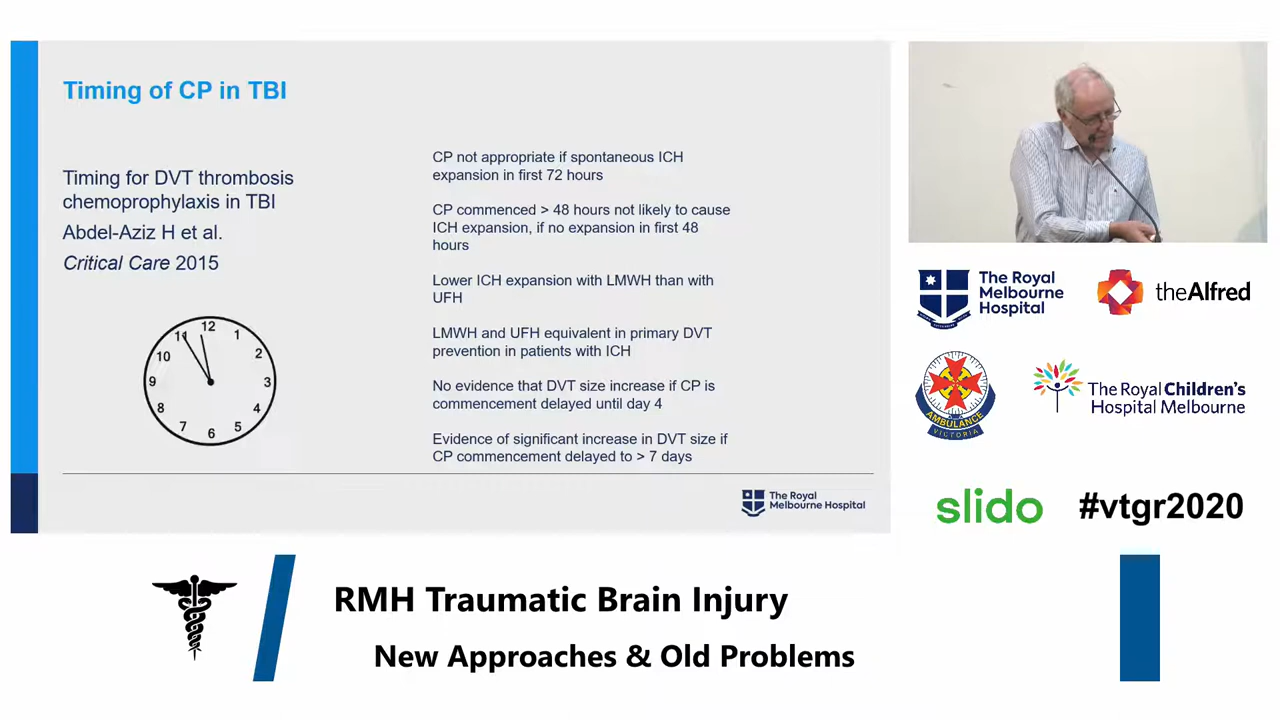 Timing of CP in TBI
Timing for DVT thrombosis
chemoprophylaxis in TBI
Abdel-Aziz H et al.
Critical Care 2015
12
11
1
10
2
9
3
8
4
7
5
6
CP not appropriate if spontaneous ICH
expansion in first 72 hours
CP commenced > 48 hours not likely to cause
ICH expansion, if no expansion in first 48
hours
Lower ICH expansion with LMWH than with
UFH
LMWH and UFH equivalent in primary DVT
prevention in patients with ICH
No evidence that DVT size increase if CP is
commencement delayed until day 4
Evidence of significant increase in DVT size if
CP commencement delayed to > 7 days
The Royal
Melbourne Hospital
The Royal
Melbourne
Hospital
theAlfred
AMBULANCE
VICTORIA
The Royal Children's
Hospital Melbourne
slido
#vtgr2020
RMH Traumatic Brain Injury
New Approaches & Old Problems